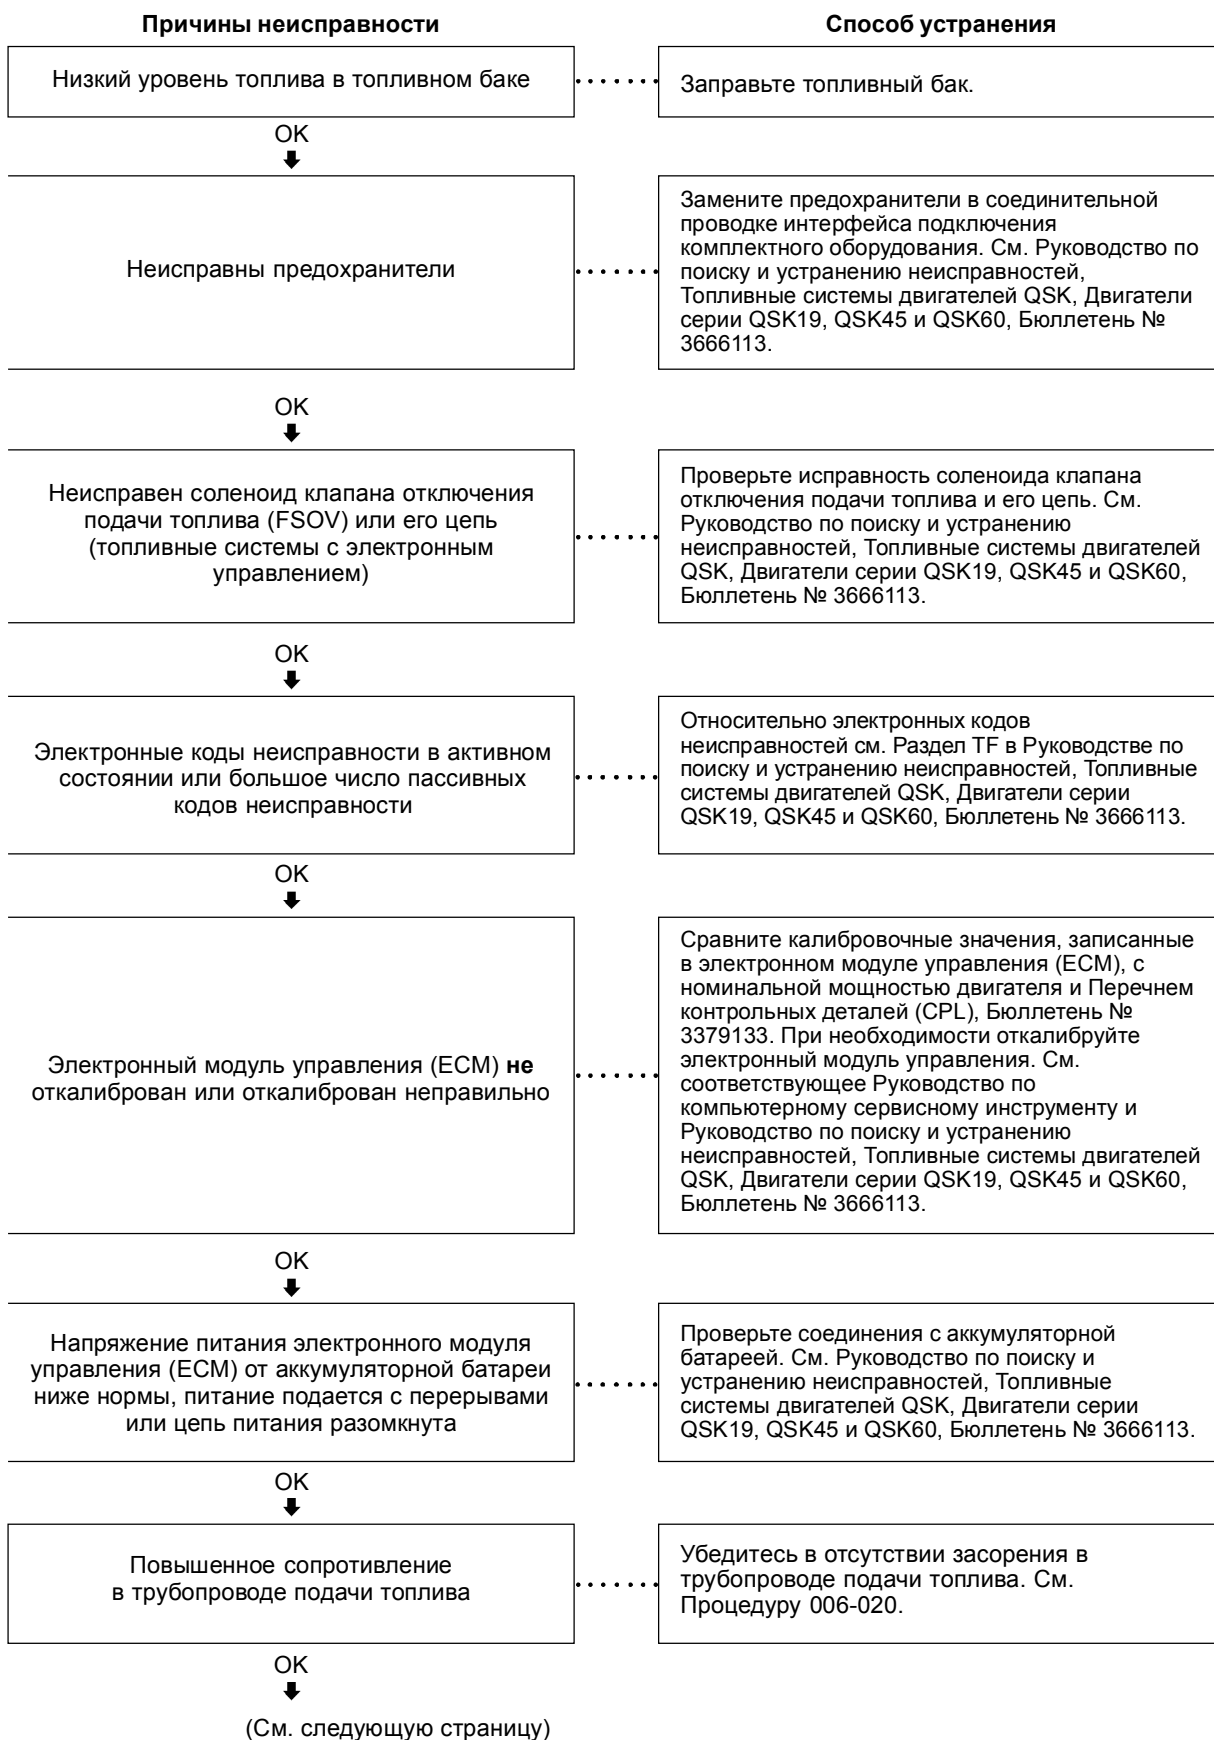 Причины неисправности
Способ устранения
Низкий уровень топлива в топливном баке
Заправьте топливный бак.
OK
Неисправны предохранители
Замените предохранители в соединительной
проводке интерфейса подключения
комплектного оборудования. См. Руководство по
поиску и устранению неисправностей,
Топливные системы двигателей QSK, Двигатели
серии QSK19, QSK45 и QSK60, Бюллетень №
3666113.
OK
Неисправен соленоид клапана отключения
подачи топлива (FSOV) или его цепь
(топливные системы с электронным
управлением)
Проверьте исправность соленоида клапана
отключения подачи топлива и его цепь. См.
Руководство по поиску и устранению
неисправностей, Топливные системы двигателей
QSK, Двигатели серии QSK19, QSK45 и QSK60,
Бюллетень № 3666113.
OK
Электронные коды неисправности в активном
состоянии или большое число пассивных
кодов неисправности
Относительно электронных кодов
неисправностей см. Раздел TF в Руководстве по
поиску и устранению неисправностей, Топливные
системы двигателей QSK, Двигатели серии
QSK19, QSK45 и QSK60, Бюллетень № 3666113.
OK
Электронный модуль управления (ECM) не
откалиброван или откалиброван неправильно
Сравните калибровочные значения, записанные
в электронном модуле управления (ECM), с
номинальной мощностью двигателя и Перечнем
контрольных деталей (CPL), Бюллетень №
3379133. При необходимости откалибруйте
электронный модуль управления. См.
соответствующее Руководство по
компьютерному сервисному инструменту и
Руководство по поиску и устранению
неисправностей, Топливные системы двигателей
QSK, Двигатели серии QSK19, QSK45 и QSK60,
Бюллетень № 3666113.
OK
Напряжение питания электронного модуля
управления (ECM) от аккумуляторной батареи
ниже нормы, питание подается с перерывами
или цепь питания разомкнута
Проверьте соединения с аккумуляторной
батареей. См. Руководство по поиску и
устранению неисправностей, Топливные
системы двигателей QSK, Двигатели серии
QSK19, QSK45 и QSK60, Бюллетень № 3666113.
OK
Повышенное сопротивление
в трубопроводе подачи топлива
Убедитесь в отсутствии засорения в
трубопроводе подачи топлива. См.
Процедуру 006-020.
OK
(См. следующую страницу)